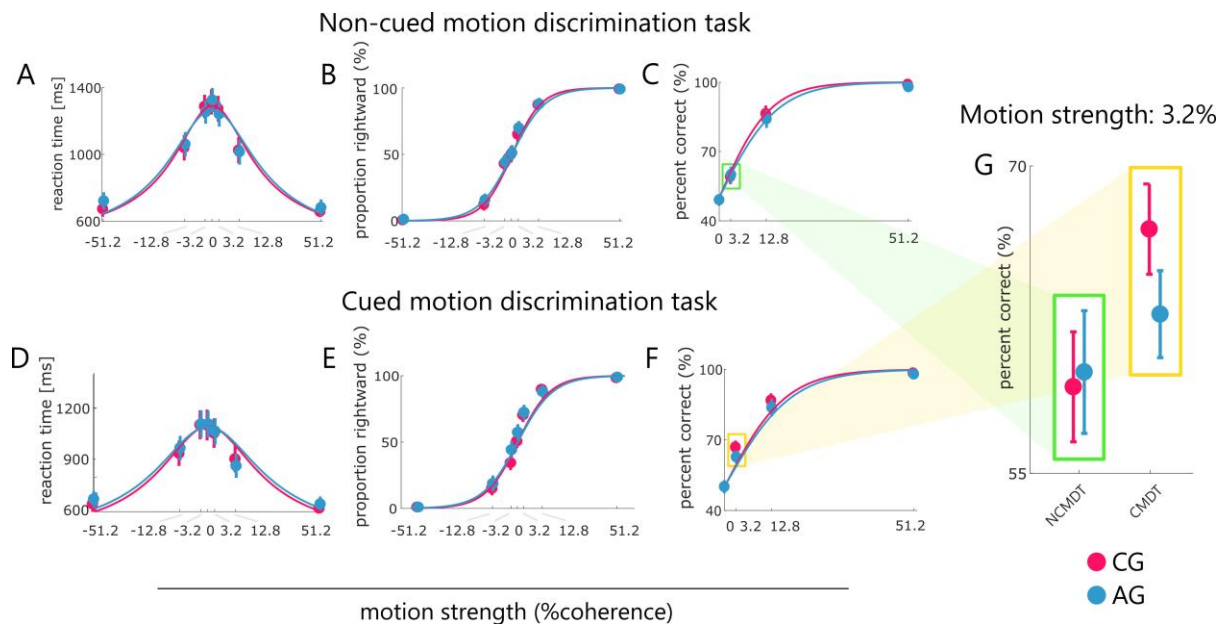 Non-cued motion discrimination task
A
reaction time [ms]
1400
1000
600
-51.2 -12.8 -3.2 0 3.2 12.8 51.2
B
proportion rightward (%)
100
50
0
-51.2 -3.2 0 3.2 12.8 51.2
C
percent correct (%)
100
70
40
0 3.2 12.8 51.2
Cued motion discrimination task
D
reaction time [ms]
1100
900
600
-51.2 -12.8 -3.2 0 3.2 12.8 51.2
E
proportion rightward (%)
100
50
0
-51.2 -12.8 -3.2 0 3.2 12.8 51.2
F
percent correct (%)
100
70
40
0 3.2 12.8 51.2
motion strength (%coherence)
Motion strength: 3.2%
G
percent correct (%)
70
55
NCMDT
CMDT
CG
AG